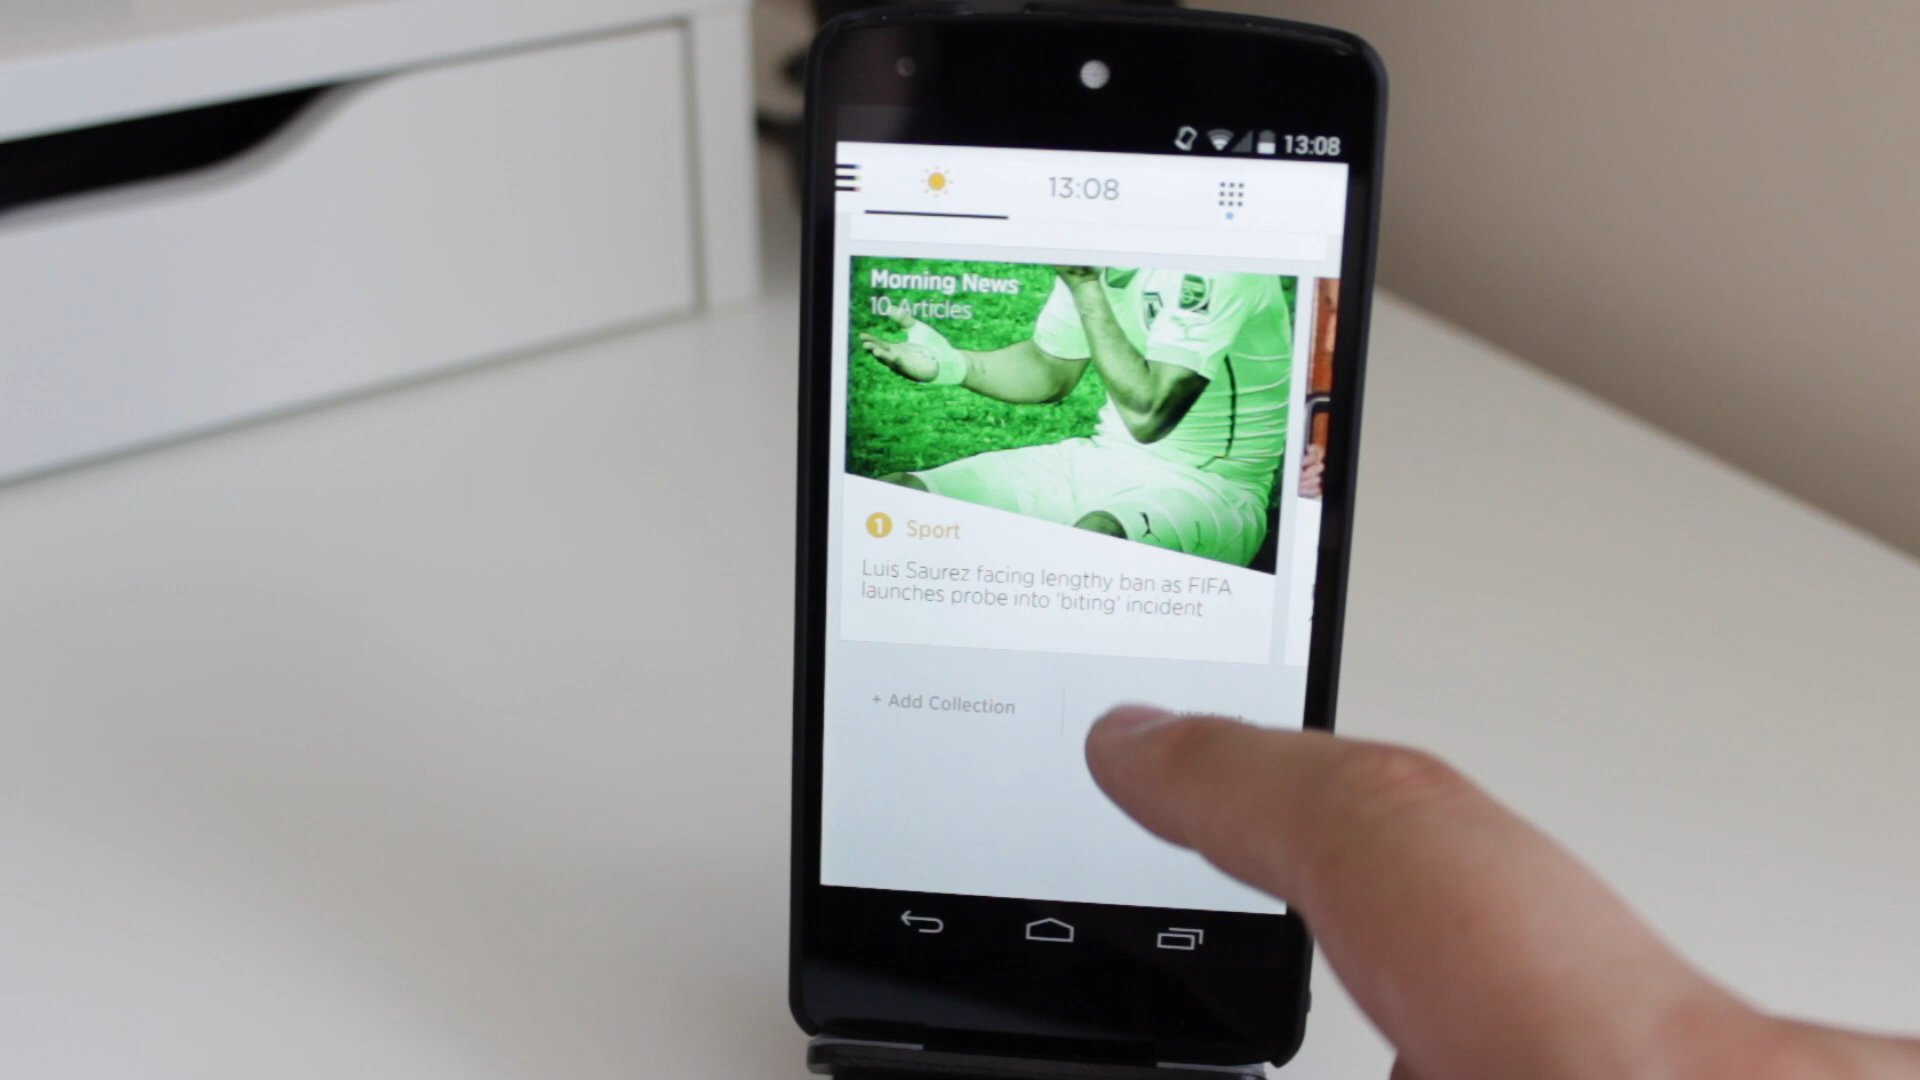 13:08
13:08
Morning News
10 Articles
1 Sport
Luis Saurez facing lengthy ban as FIFA
launches probe into 'biting' incident
+ Add Collection